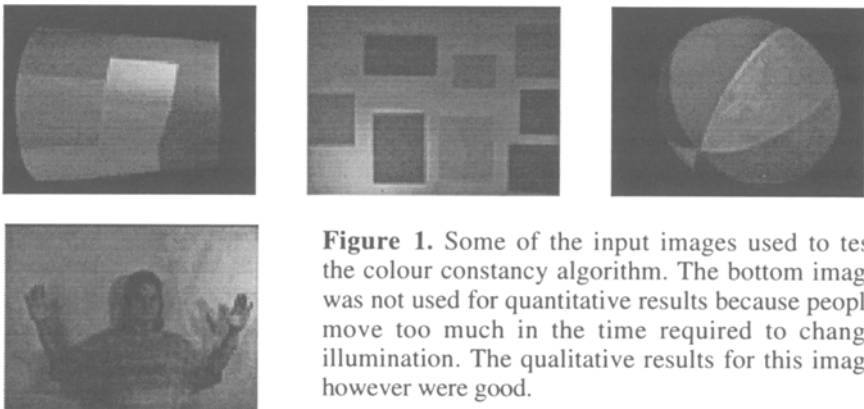 Figure 1. Some of the input images used to tes
the colour constancy algorithm. The bottom imag
was not used for quantitative results because peopl
move too much in the time required to chang
illumination. The qualitative results for this imag
however were good.